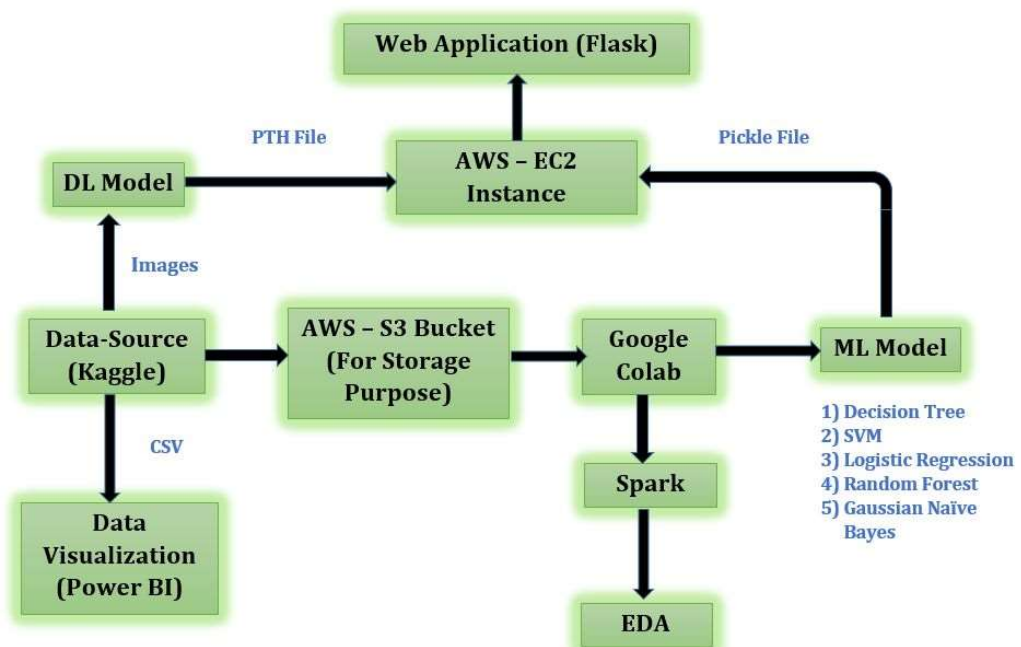 Web Application (Flask)
PTH File
Pickle File
AWS – EC2
Instance
DL Model
Images
Data-Source
(Kaggle)
AWS – S3 Bucket
(For Storage
Purpose)
Google
Colab
ML Model
1) Decision Tree
2) SVM
3) Logistic Regression
4) Random Forest
5) Gaussian Naïve
Bayes
CSV
Spark
Data
Visualization
(Power BI)
EDA